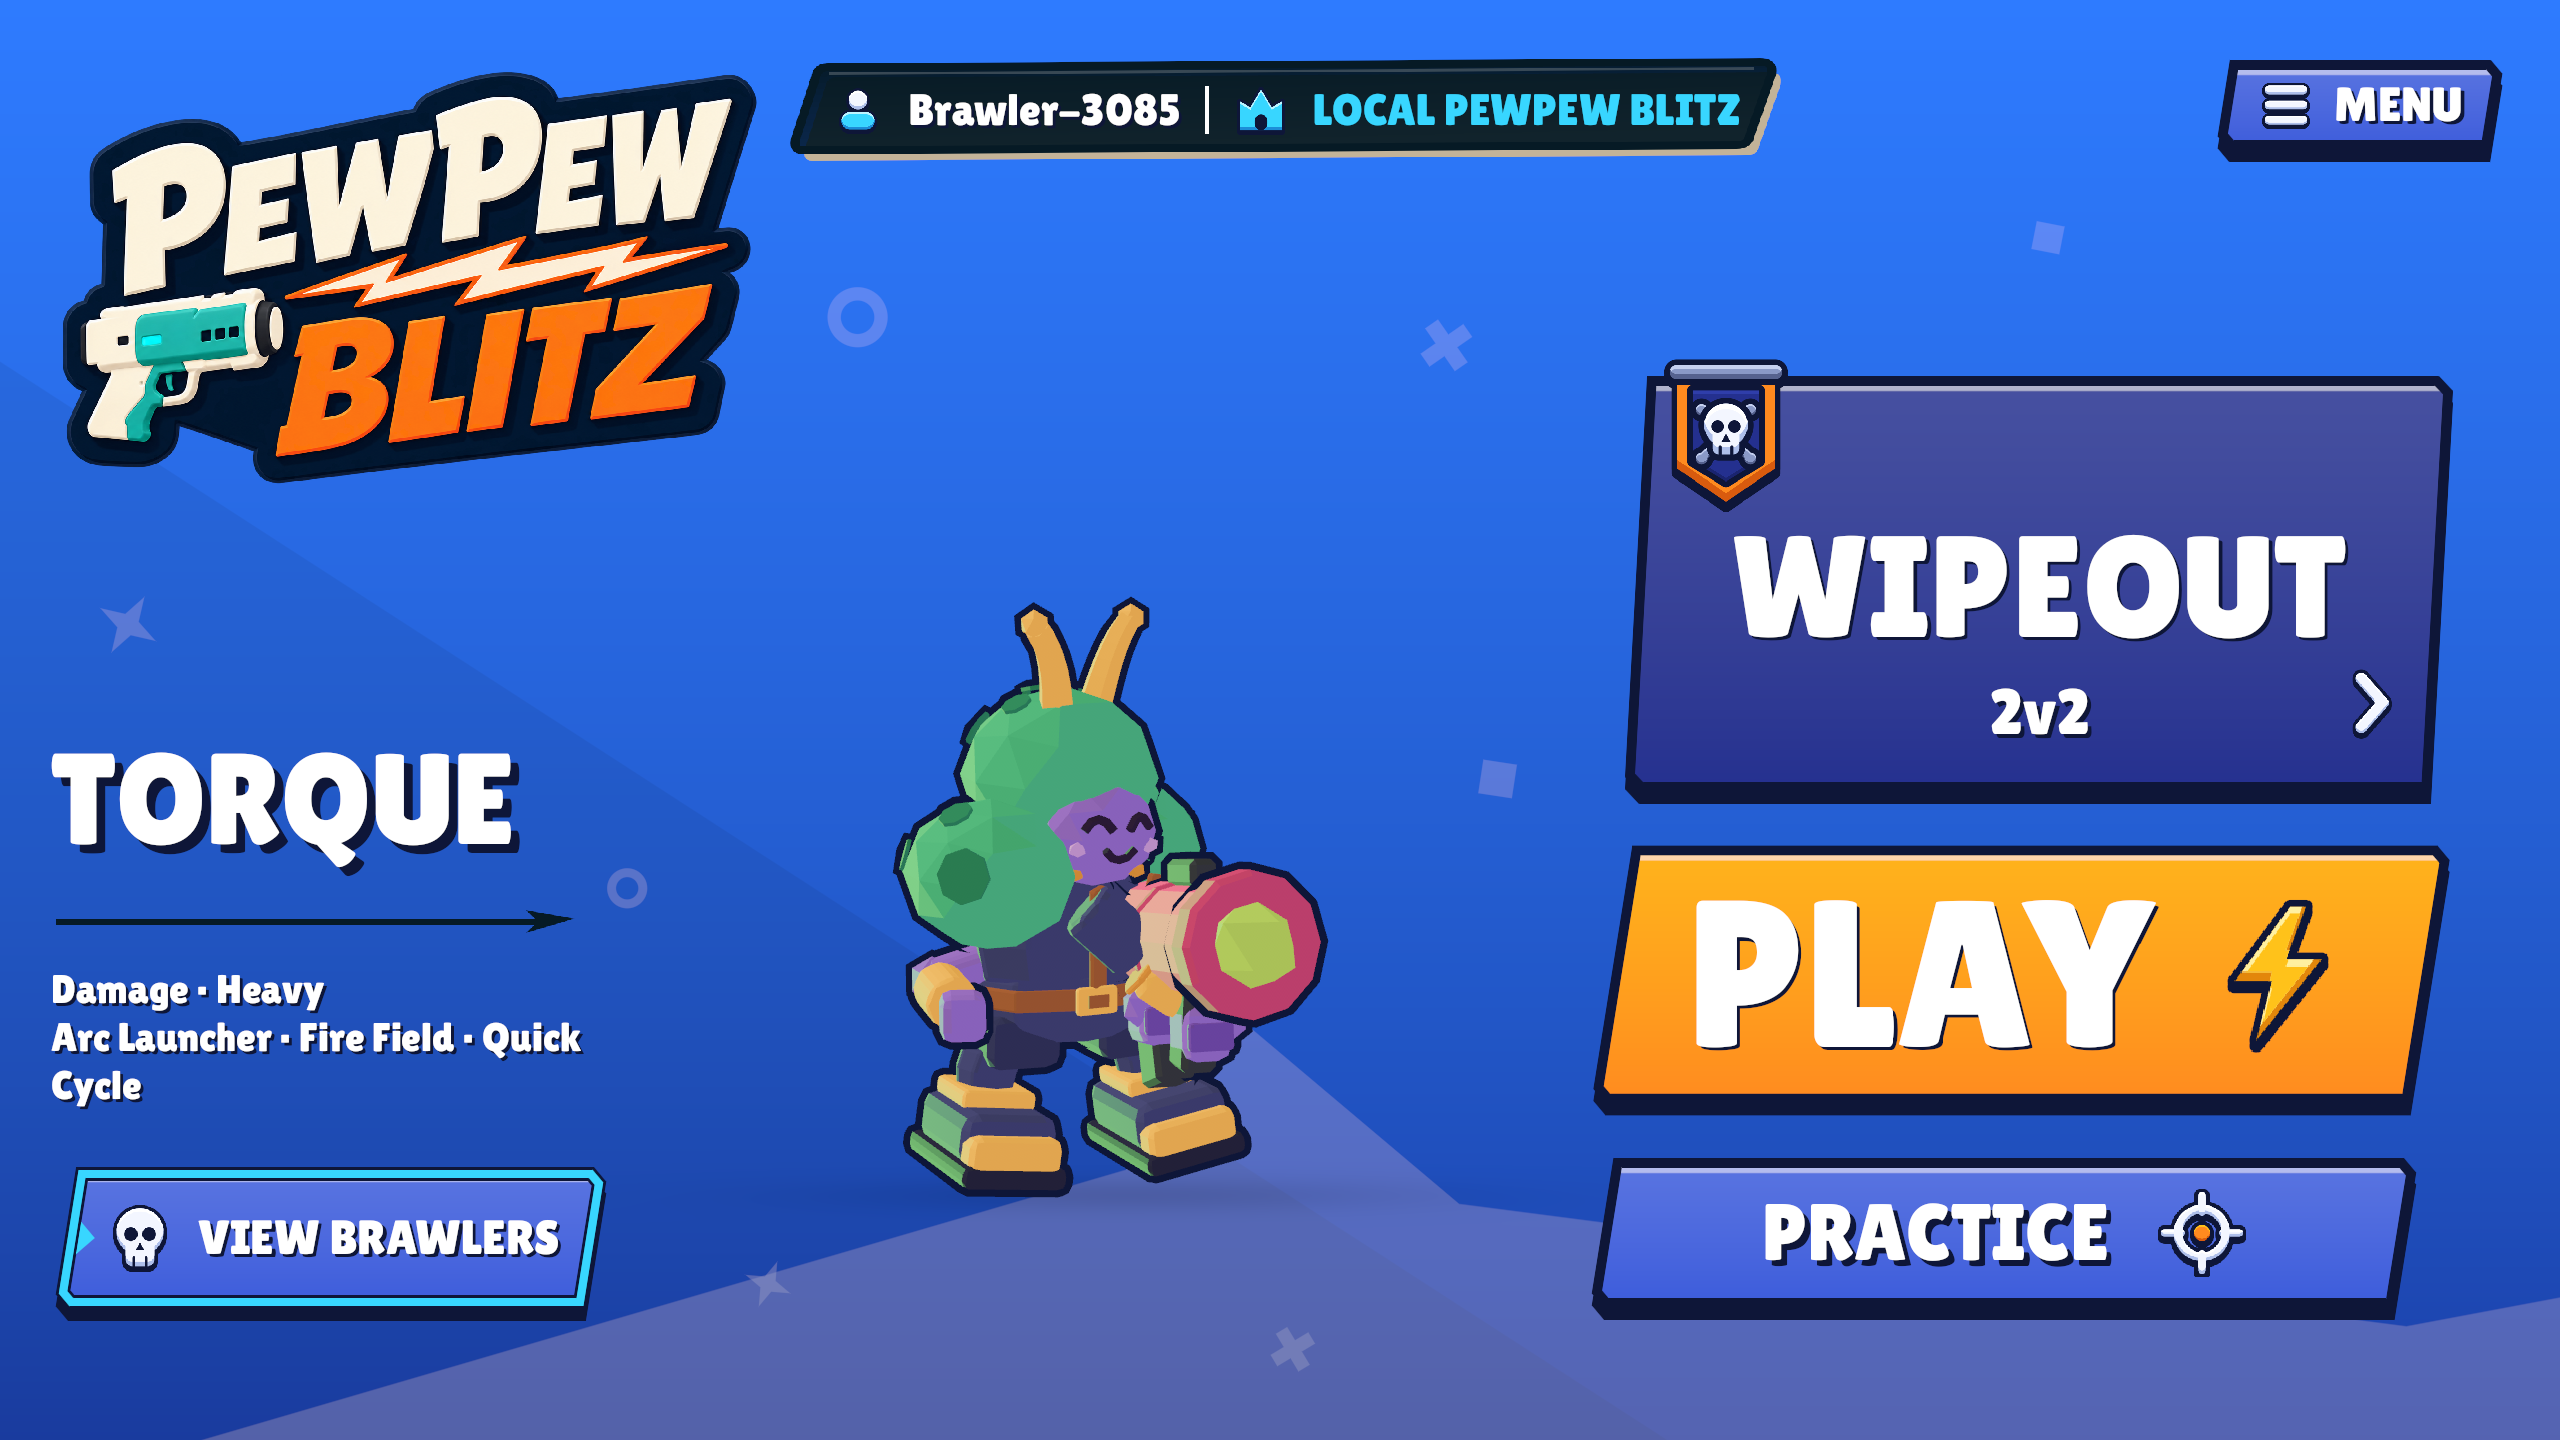 PEWPEW
BLITZ
Brawler-3085
LOCAL PEWPEW BLITZ
MENU
WIPEOUT
2v2
TORQUE
Damage · Heavy
Arc Launcher · Fire Field · Quick
Cycle
VIEW BRAWLERS
PLAY
PRACTICE